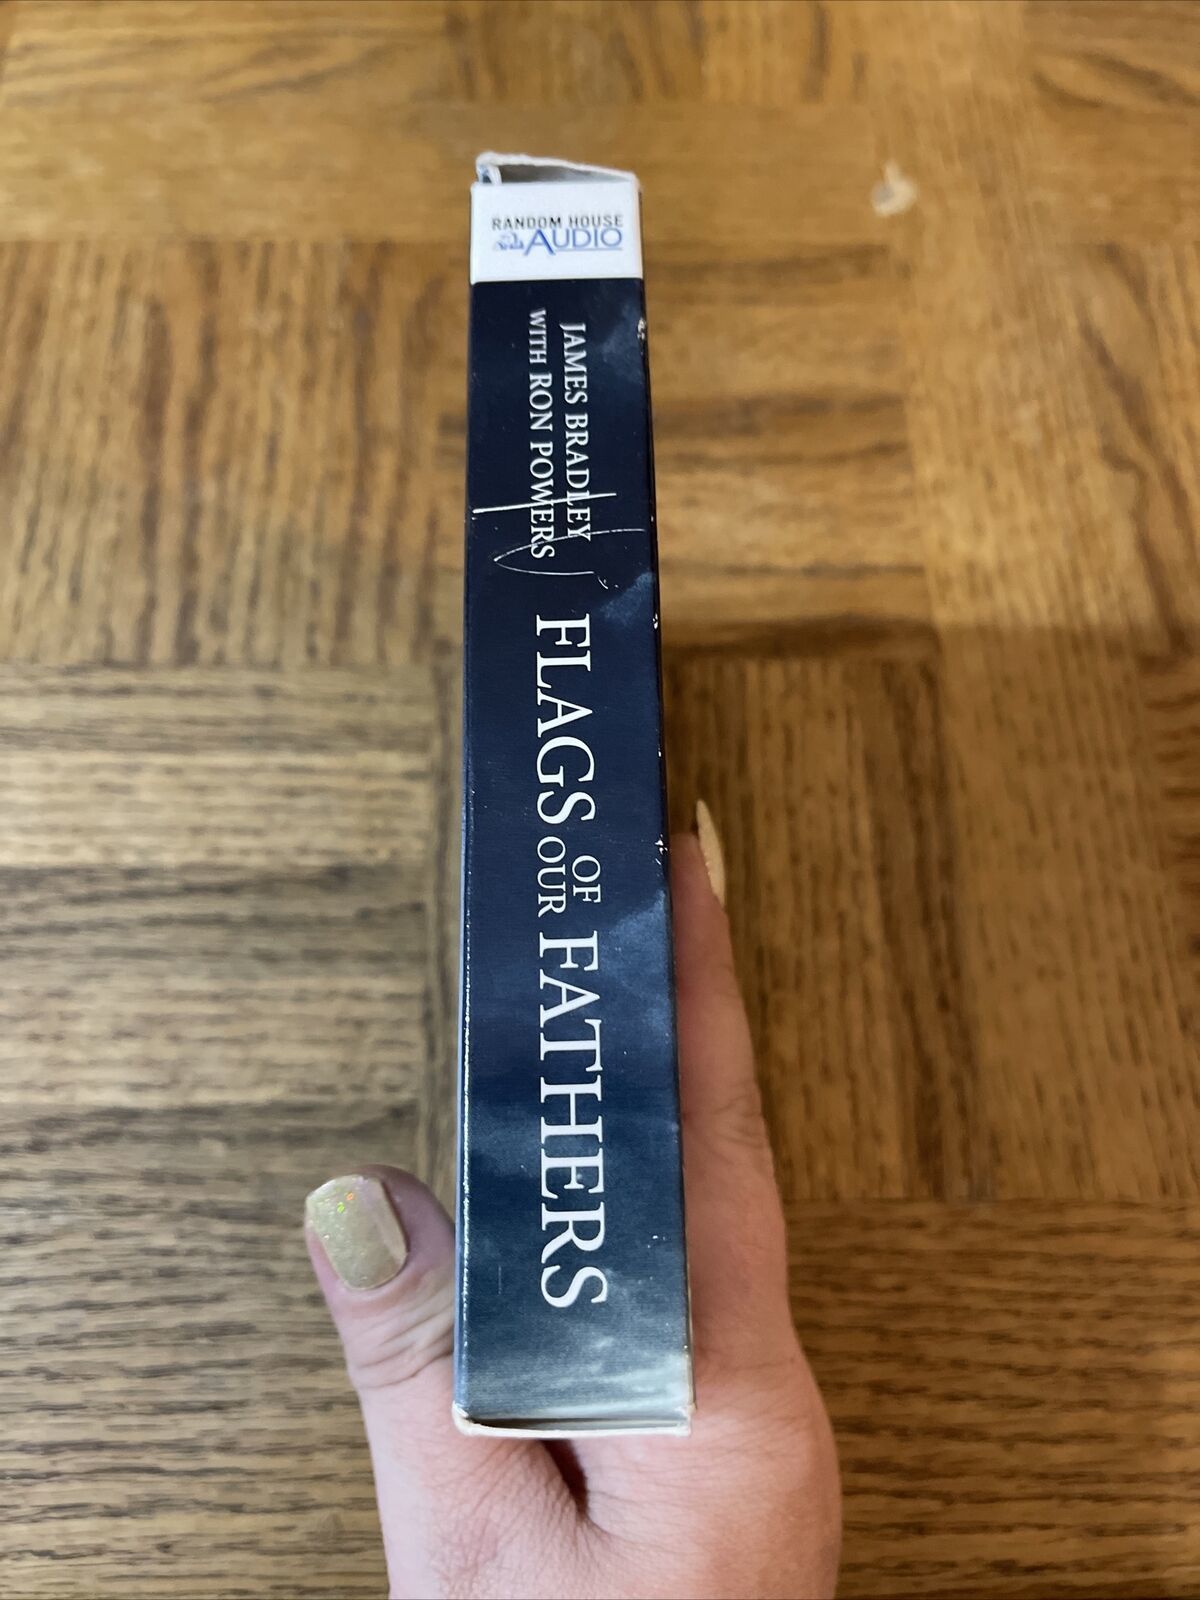 RANDOM HOUSE
AUDIO
JAMES BRADLEY
WITH RON POWERS
FLAGS
OF
OUR
FATHERS